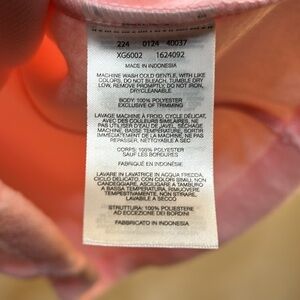 224 0124 40037
XG6002 1624092
MADE IN INDONESIA
MACHINE WASH COLD GENTLE, WITH LIKE
COLORS, DO NOT BLEACH, TUMBLE DRY
LOW, REMOVE PROMPTLY, DO NOT IRON,
DRYCLEANABLE
BODY: 100% POLYESTER
EXCLUSIVE OF TRIMMING
LAVAGE MACHINE À FROID, CYCLE DÉLICAT,
AVEC DES COULEURS SIMILAIRES, NE
PAS UTILISER D'EAU DE JAVEL, SÉCHAGE
MACHINE, BASSE TEMPÉRATURE, SORTIR
IMMÉDIATEMENT DE LA MACHINE, NE PAS
REPASSER, NETTOYABLE A SEC
CORPS: 100% POLYESTER
SAUF LES BORDURES
FABRIQUÉ EN INDONÉSIE
LAVARE IN LAVATRICE IN ACQUA FREDDA,
CICLO DELICATO, CON COLORI SIMILI, NON
CANDEGGIARE, ASCIUGARE A TAMBURO
A BASSA TEMPERATURA, RIMUOVERE
TEMPESTIVAMENTE, NON STIRARE,
LAVABILE A SECCO
STRUTTURA: 100% POLYESTER
AD ECCEZIONE DEI BORDINI
FABBRICATO IN INDONESIA